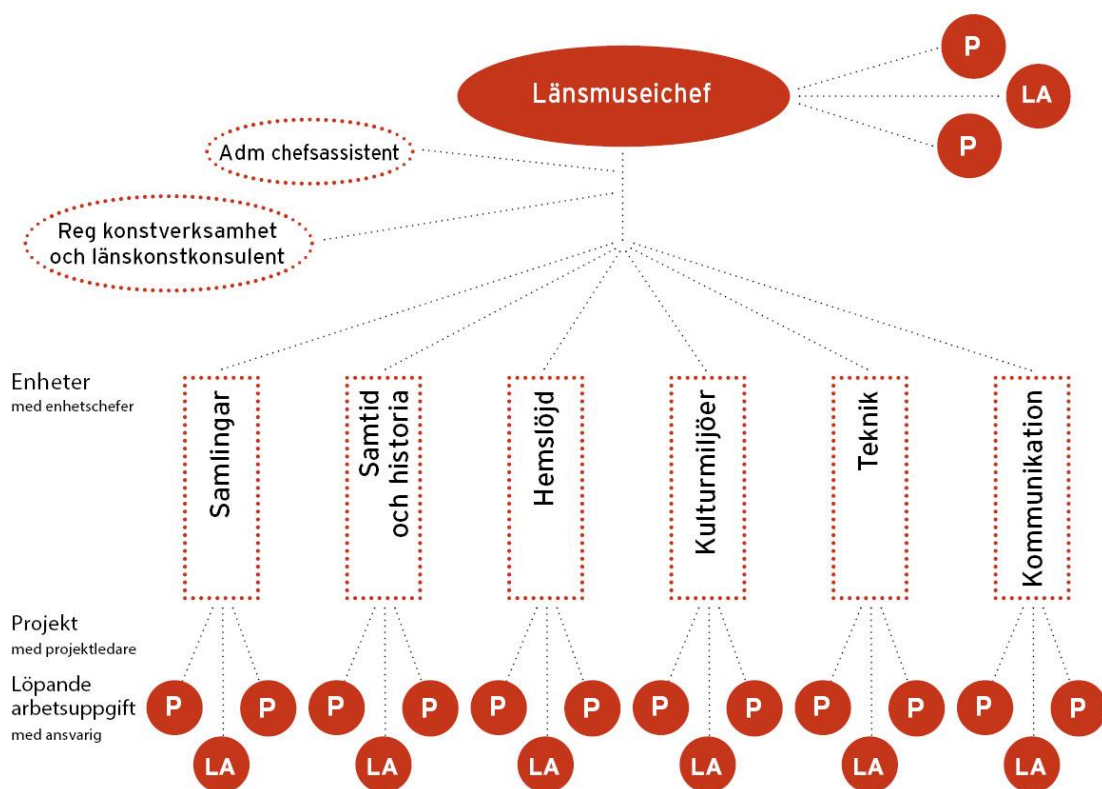 Länsmuseichef
P
LA
P
Adm chefsassistent
Reg konstverksamhet
och länskonstkonsulent
Enheter
med enhetschefer
Samlingar
Samtid
och historia
Hemslöjd
Kulturmiljöer
Teknik
Kommunikation
Projekt
med projektledare
Löpande
arbetsuppgift
med ansvarig
P
P
LA
P
P
LA
P
P
LA
P
P
LA
P
P
LA
P
P
LA